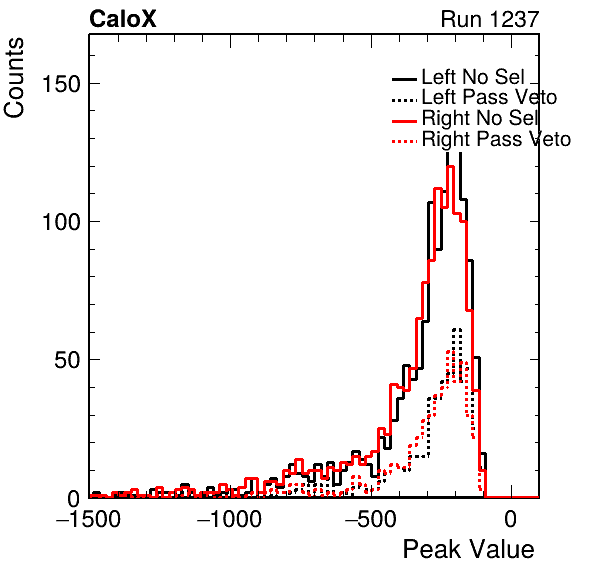 CaloX Run 1237
Counts
Left No Sel
Left Pass Veto
Right No Sel
Right Pass Veto
150
100
50
0
−1500 −1000 −500 0
Peak Value